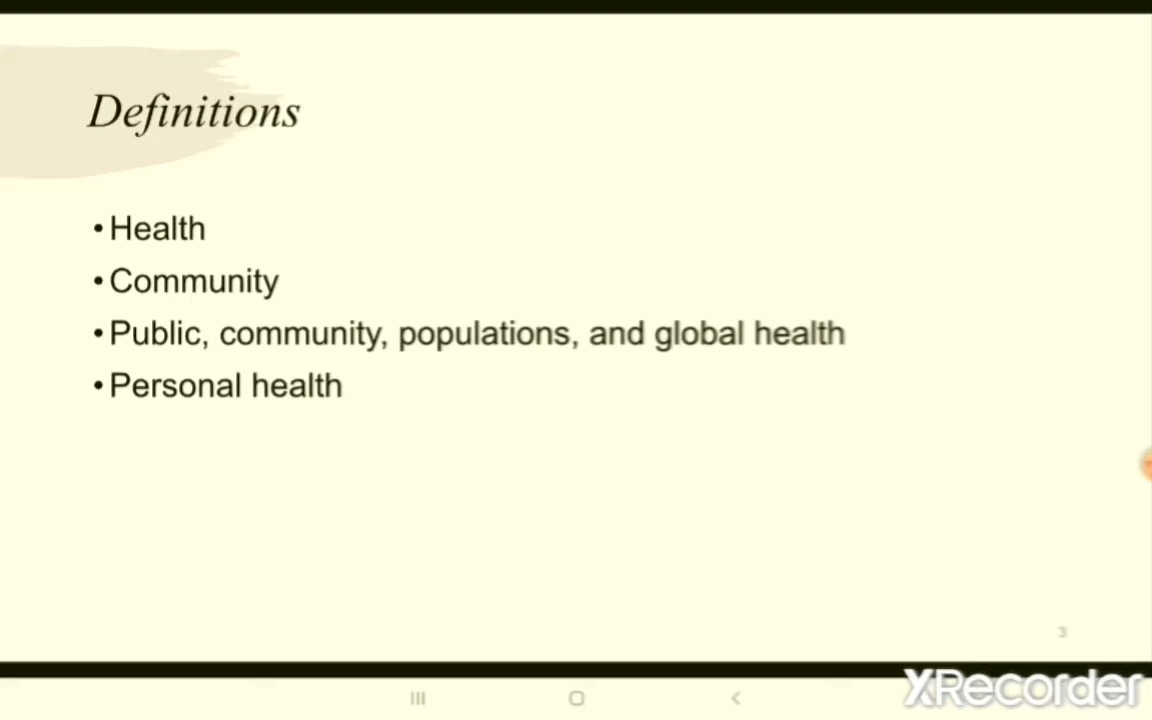 Definitions
• Health
• Community
• Public, community, populations, and global health
• Personal health
3
XRecorder